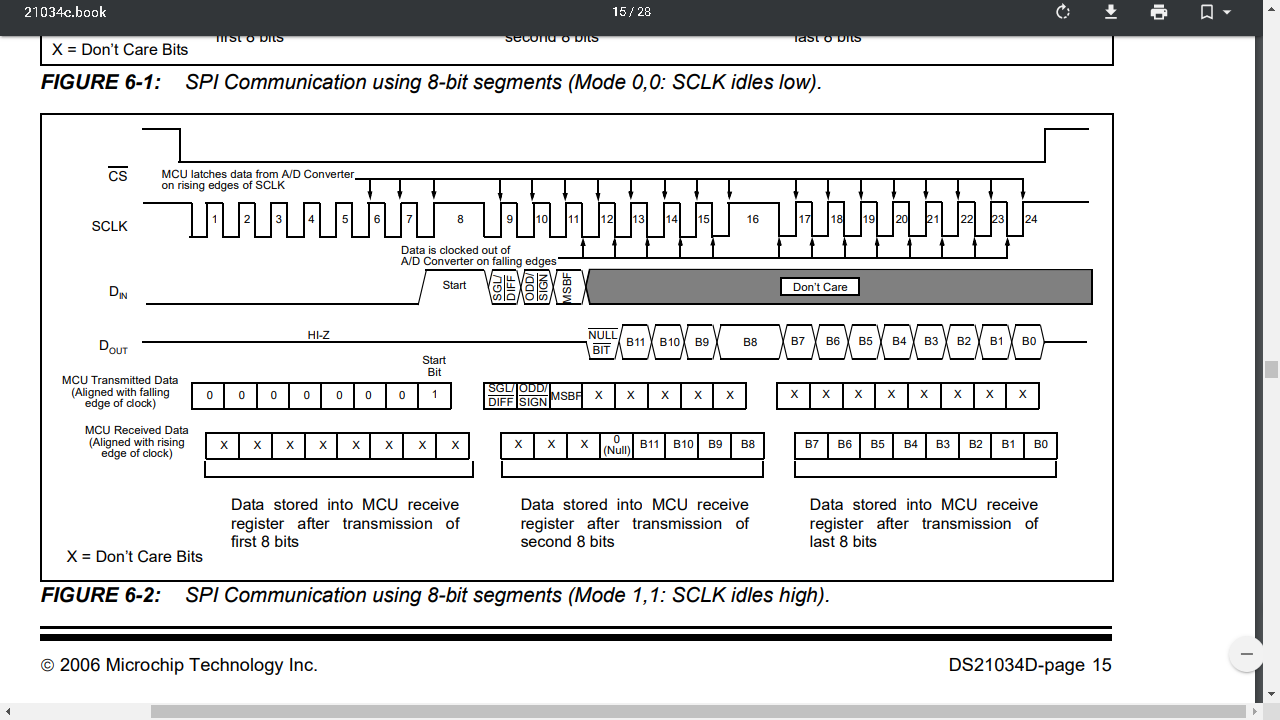 21034c.book
15 / 28
first 8 bits
second 8 bits
last 8 bits
X = Don't Care Bits
FIGURE 6-1: SPI Communication using 8-bit segments (Mode 0,0: SCLK idles low).
CS
MCU latches data from A/D Converter
on rising edges of SCLK
SCLK
1 2 3 4 5 6 7 8 9 10 11 12 13 14 15 16 17 18 19 20 21 22 23 24
Data is clocked out of
A/D Converter on falling edges
DIN
Start
SGL/
DIFF
ODD/
SIGN
MSBF
Don't Care
DOUT
HI-Z
NULL
BIT
B11 B10 B9 B8 B7 B6 B5 B4 B3 B2 B1 B0
Start
Bit
MCU Transmitted Data
(Aligned with falling
edge of clock)
0 0 0 0 0 0 0 1
SGL/
DIFF
ODD/
SIGN
MSBF X X X X X
X X X X X X X X
MCU Received Data
(Aligned with rising
edge of clock)
X X X X X X X X
X X X 0
(Null)
B11 B10 B9 B8
B7 B6 B5 B4 B3 B2 B1 B0
Data stored into MCU receive
register after transmission of
first 8 bits
Data stored into MCU receive
register after transmission of
second 8 bits
Data stored into MCU receive
register after transmission of
last 8 bits
X = Don't Care Bits
FIGURE 6-2: SPI Communication using 8-bit segments (Mode 1,1: SCLK idles high).
© 2006 Microchip Technology Inc.
DS21034D-page 15